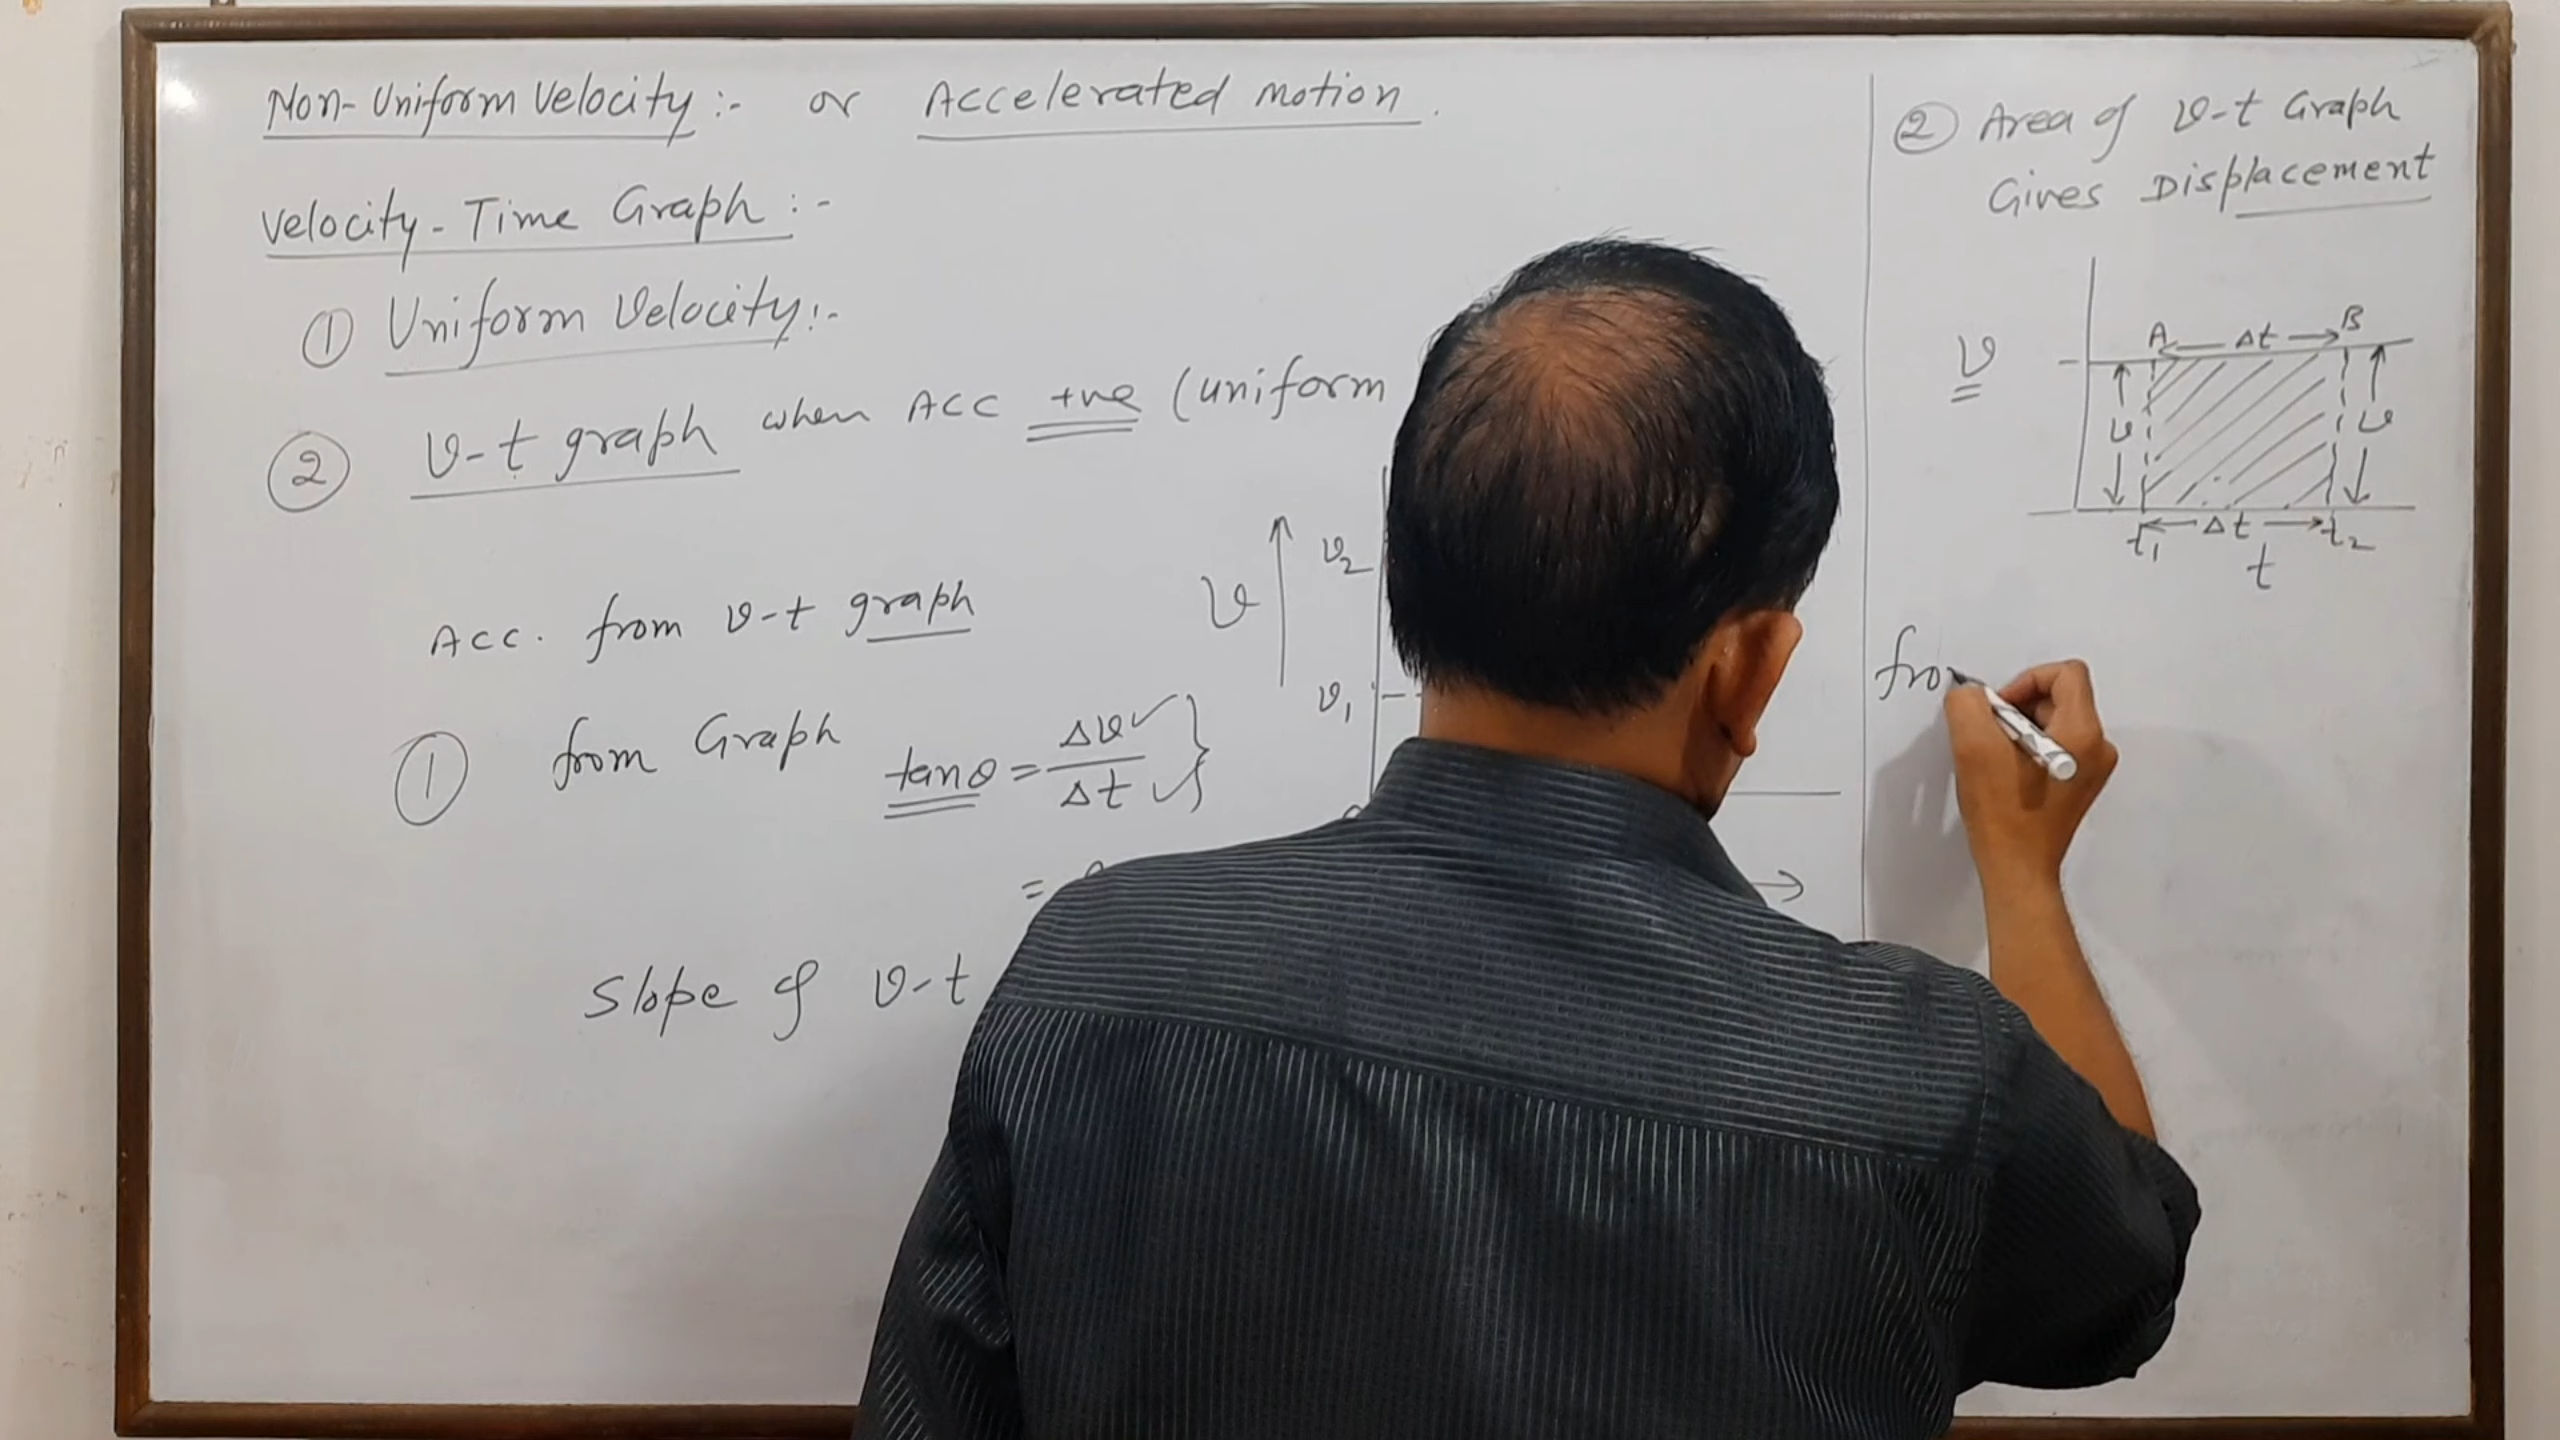 Non-Uniform Velocity:- or Accelerated motion.
Velocity-Time Graph:-
① Uniform Velocity:-
② v-t graph when Acc +ve (uniform
Acc. from v-t graph
① from Graph tanθ = Δv/Δt
=
Slope of v-t
v
v2
v1
② Area of v-t Graph
Gives Displacement
A Δt B
v
v v
t1 Δt t2
t
fro